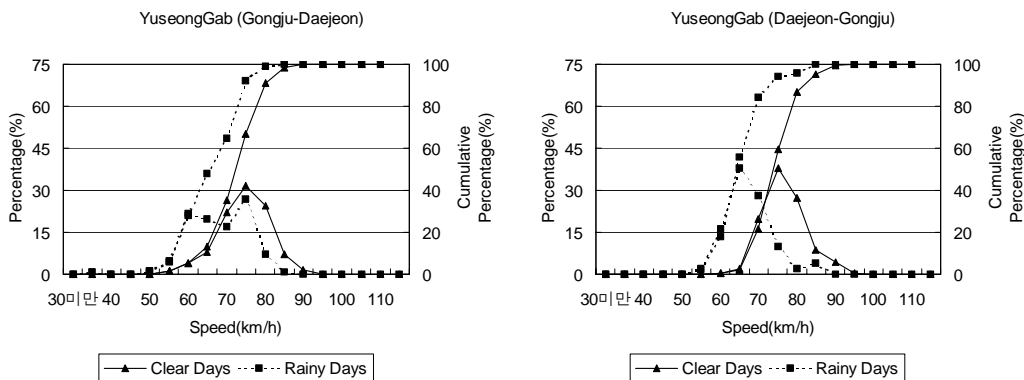 YuseongGab (Gongju-Daejeon)
Percentage(%)
75
60
45
30
15
0
100
80
60
40
20
0
Cumulative
Percentage(%)
30미만 40 50 60 70 80 90 100 110
Speed(km/h)
Clear Days Rainy Days
YuseongGab (Daejeon-Gongju)
Percentage(%)
75
60
45
30
15
0
100
80
60
40
20
0
Cumulative
Percentage(%)
30미만 40 50 60 70 80 90 100 110
Speed(km/h)
Clear Days Rainy Days